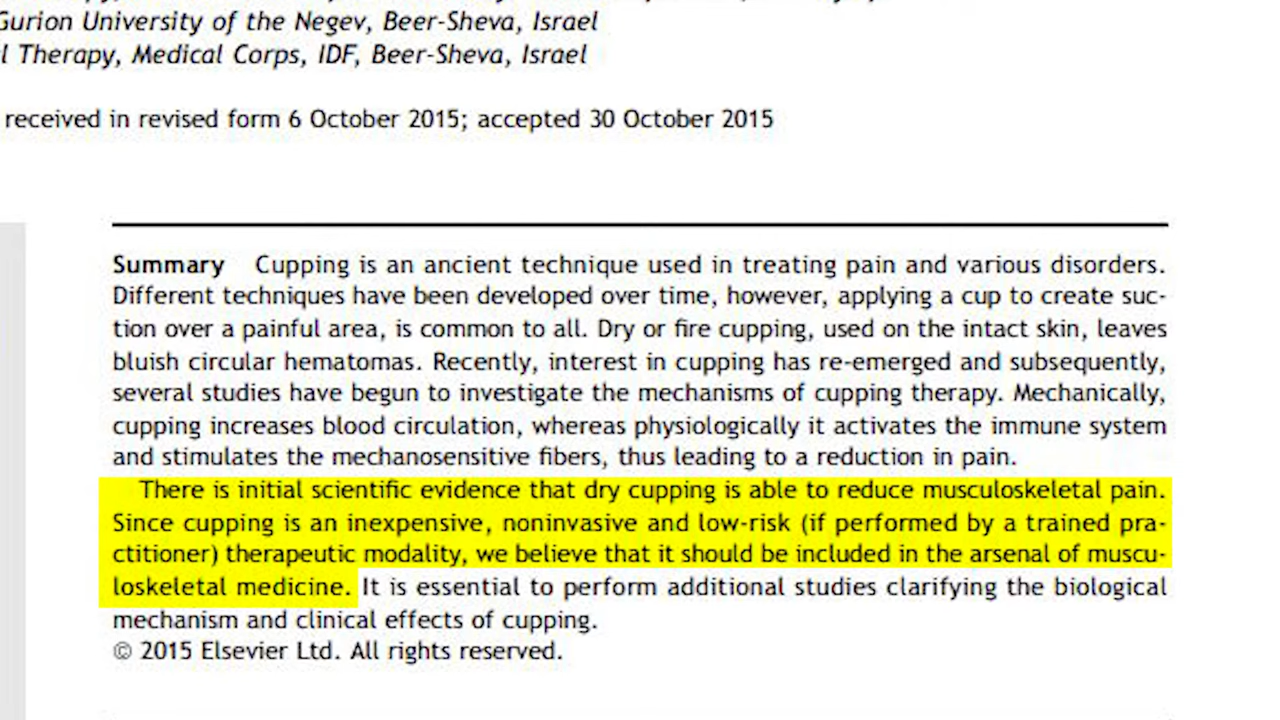 Gurion University of the Negev, Beer-Sheva, Israel
l Therapy, Medical Corps, IDF, Beer-Sheva, Israel
received in revised form 6 October 2015; accepted 30 October 2015
Summary Cupping is an ancient technique used in treating pain and various disorders.
Different techniques have been developed over time, however, applying a cup to create suc-
tion over a painful area, is common to all. Dry or fire cupping, used on the intact skin, leaves
bluish circular hematomas. Recently, interest in cupping has re-emerged and subsequently,
several studies have begun to investigate the mechanisms of cupping therapy. Mechanically,
cupping increases blood circulation, whereas physiologically it activates the immune system
and stimulates the mechanosensitive fibers, thus leading to a reduction in pain.
There is initial scientific evidence that dry cupping is able to reduce musculoskeletal pain.
Since cupping is an inexpensive, noninvasive and low-risk (if performed by a trained pra-
ctitioner) therapeutic modality, we believe that it should be included in the arsenal of muscu-
loskeletal medicine. It is essential to perform additional studies clarifying the biological
mechanism and clinical effects of cupping.
© 2015 Elsevier Ltd. All rights reserved.